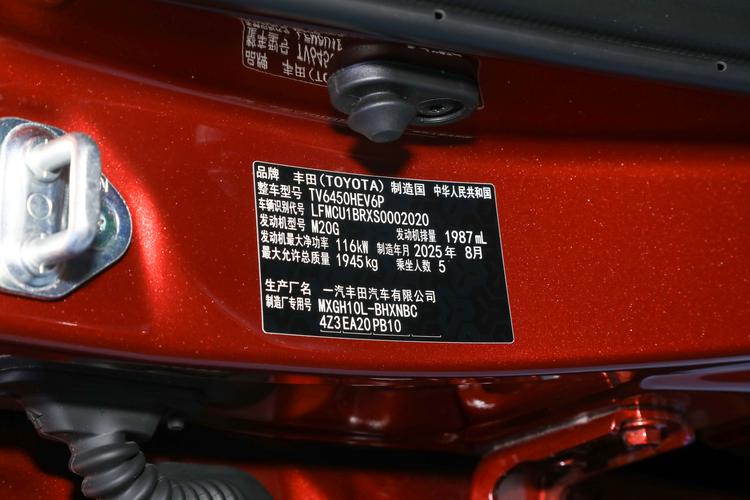 品牌 丰田(TOYOTA) 制造国 中华人民共和国
整车型号 TV6450HEV6P
车辆识别代号 LFMCU1BRXS0002020
发动机型号 M20G 发动机排量 1987 mL
发动机最大净功率 116kW 制造年月 2025年 8月
最大允许总质量 1945 kg 乘坐人数 5
生产厂名 一汽丰田汽车有限公司
制造厂专用号 MXGH10L-BHXNBC
4Z3 EA20 PB10